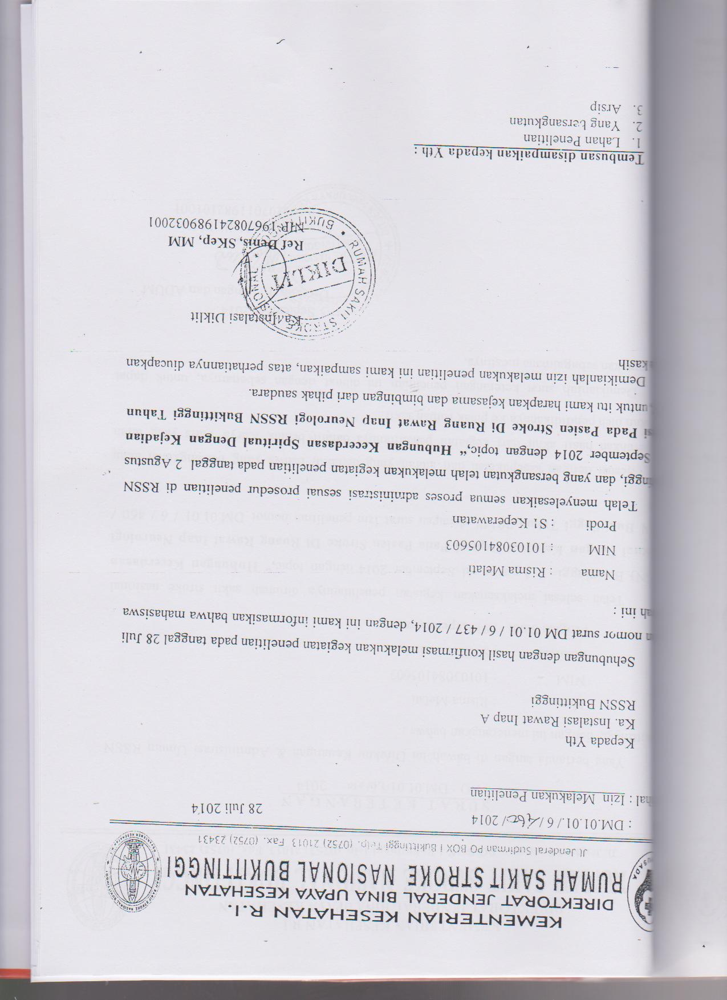 KEMENTERIAN KESEHATAN R.I.
DIREKTORAT JENDERAL BINA UPAYA KESEHATAN
RUMAH SAKIT STROKE NASIONAL BUKITTINGGI
Jl. Jenderal Sudirman PO BOX 1 Bukittinggi Telp. (0752) 21013 Fax. (0752) 23431
: DM.01.01./ 6 / / 2014 28 Juli 2014
hal : Izin Melakukan Penelitian
Kepada Yth
Ka. Instalasi Rawat Inap A
RSSN Bukittinggi
Sehubungan dengan hasil konfirmasi melakukan kegiatan penelitian pada tanggal 28 Juli
n nomor surat DM 01.01 / 6 / 437 / 2014, dengan ini kami informasikan bahwa mahasiswa
ah ini :
Nama : Risma Melati
NIM : 10103084105603
Prodi : S1 Keperawatan
Telah menyelesaikan semua proses administrasi sesuai prosedur penelitian di RSSN
inggi, dan yang bersangkutan telah melakukan kegiatan penelitian pada tanggal 2 Agustus
September 2014 dengan topic,“ Hubungan Kecerdasan Spiritual Dengan Kejadian
si Pada Pasien Stroke Di Ruang Rawat Inap Neurologi RSSN Bukittinggi Tahun
untuk itu kami harapkan kejasama dan bimbingan dari pihak saudara.
Demikianlah izin melakukan penelitian ini kami sampaikan, atas perhatiannya diucapkan
akasih
Ka. Instalasi Diklit
RUMAH SAKIT STROKE NASIONAL BUKITTINGGI
DIKLIT
Ref Denis, SKep, MM
NIP.196708241989032001
Tembusan disampaikan kepada Yth :
1. Lahan Penelitian
2. Yang bersangkutan
3. Arsip